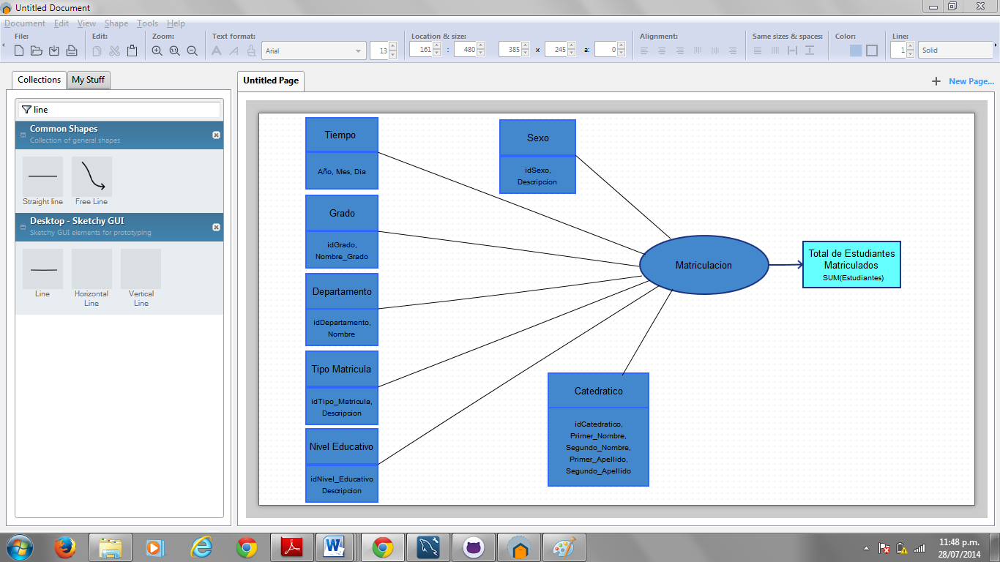 Untitled Document
Document Edit View Shape Tools Help
File: Edit: Zoom: Text format: Location & size: Alignment: Same sizes & spaces: Color: Line:
Arial 13 161 : 480 385 x 245 a: 0 1 Solid
Collections My Stuff
line
Common Shapes
Collection of general shapes
Straight line Free Line
Desktop - Sketchy GUI
Sketchy GUI elements for prototyping
Line Horizontal Line Vertical Line
Untitled Page
+ New Page...
Tiempo
Año, Mes, Dia
Grado
idGrado,
Nombre_Grado
Departamento
idDepartamento,
Nombre
Tipo Matricula
idTipo_Matricula,
Descripcion
Nivel Educativo
idNivel_Educativo
Descripcion
Sexo
idSexo,
Descripcion
Matriculacion
Total de Estudiantes
Matriculados
SUM(Estudiantes)
Catedratico
idCatedratico,
Primer_Nombre,
Segundo_Nombre,
Primer_Apellido,
Segundo_Apellido
11:48 p.m.
28/07/2014